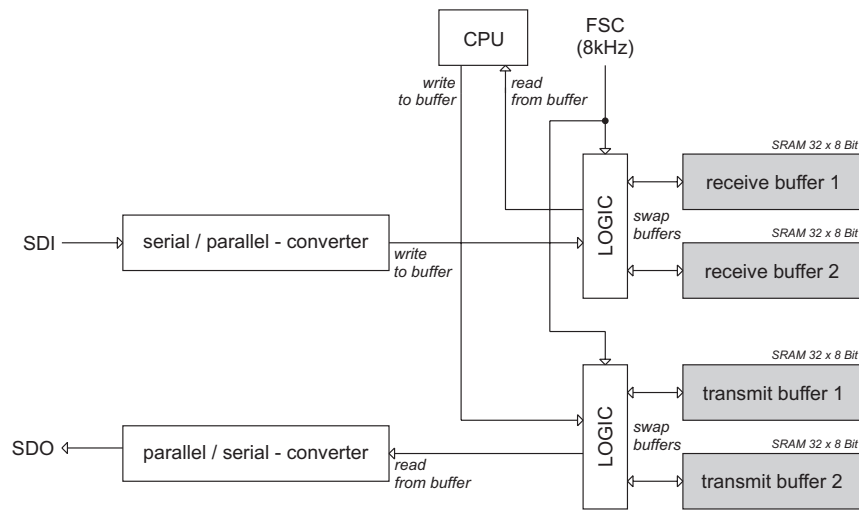 CPU
FSC
(8kHz)
write
to buffer
read
from buffer
SRAM 32 x 8 Bit
receive buffer 1
LOGIC
swap
buffers
SDI
serial / parallel - converter
write
to buffer
SRAM 32 x 8 Bit
receive buffer 2
SRAM 32 x 8 Bit
transmit buffer 1
LOGIC
swap
buffers
SDO
parallel / serial - converter
read
from buffer
SRAM 32 x 8 Bit
transmit buffer 2